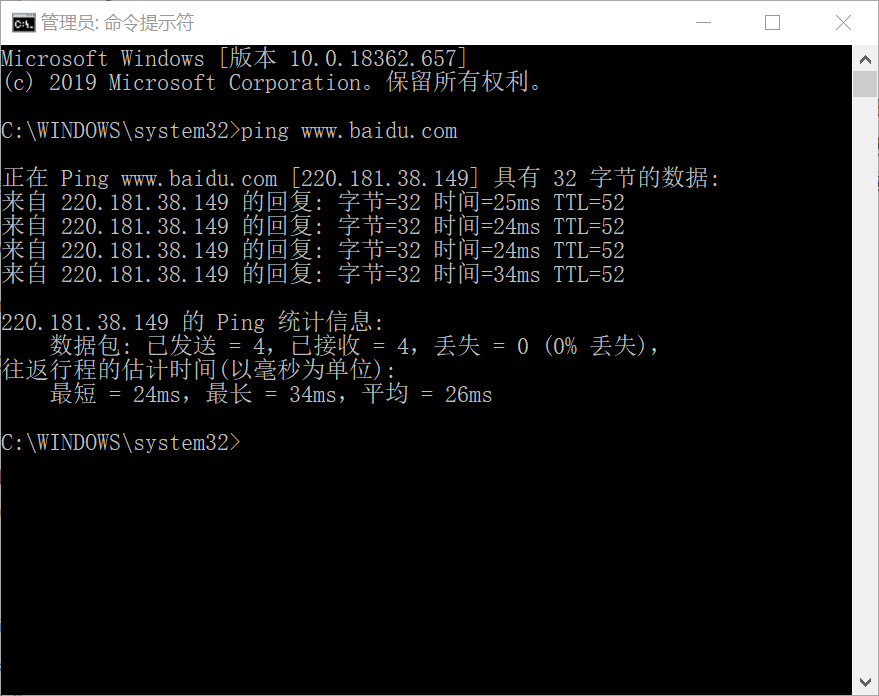 管理员: 命令提示符
Microsoft Windows [版本 10.0.18362.657]
(c) 2019 Microsoft Corporation。保留所有权利。
C:\WINDOWS\system32>ping www.baidu.com
正在 Ping www.baidu.com [220.181.38.149] 具有 32 字节的数据:
来自 220.181.38.149 的回复: 字节=32 时间=25ms TTL=52
来自 220.181.38.149 的回复: 字节=32 时间=24ms TTL=52
来自 220.181.38.149 的回复: 字节=32 时间=24ms TTL=52
来自 220.181.38.149 的回复: 字节=32 时间=34ms TTL=52
220.181.38.149 的 Ping 统计信息:
    数据包: 已发送 = 4，已接收 = 4，丢失 = 0 (0% 丢失)，
往返行程的估计时间(以毫秒为单位):
    最短 = 24ms，最长 = 34ms，平均 = 26ms
C:\WINDOWS\system32>